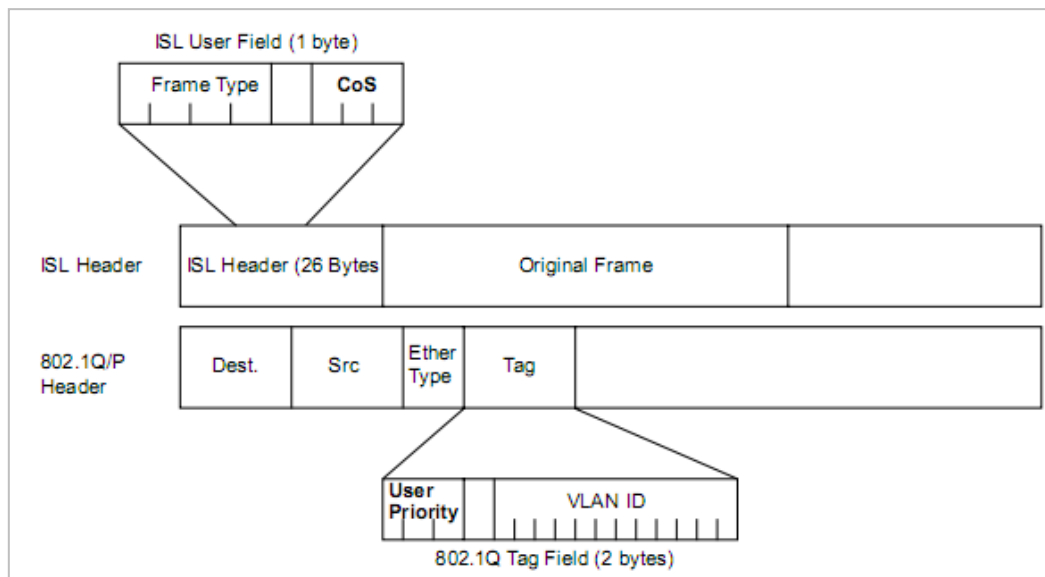 ISL User Field (1 byte)
Frame Type
CoS
ISL Header
ISL Header (26 Bytes
Original Frame
802.1Q/P
Header
Dest.
Src
Ether
Type
Tag
User
Priority
VLAN ID
802.1Q Tag Field (2 bytes)